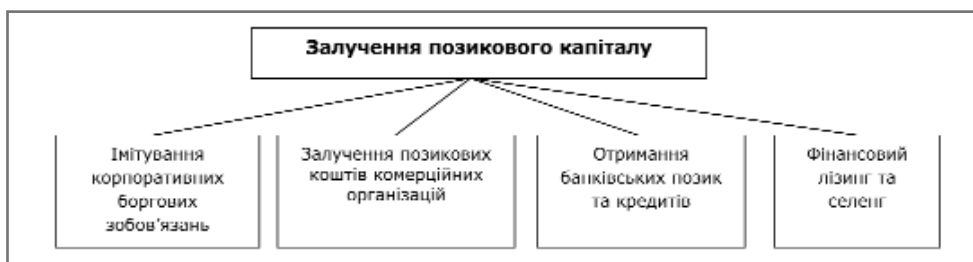 Залучення позикового капіталу
Імітування
корпоративних
боргових
зобов'язань
Залучення позикових
коштів комерційних
організацій
Отримання
банківських позик
та кредитів
Фінансовий
лізинг та
селенг